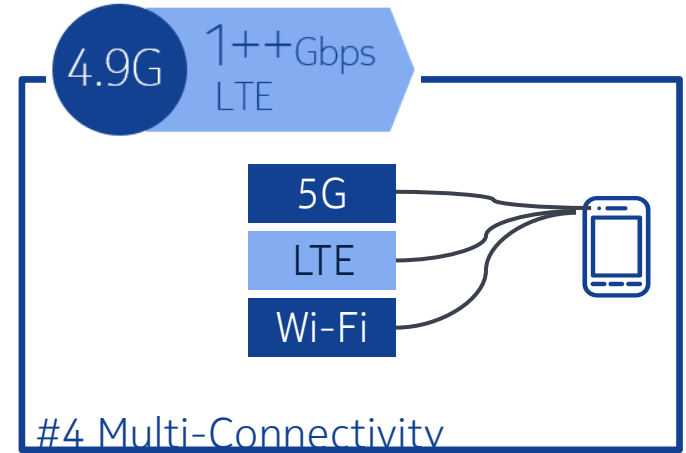 4.9G
1++Gbps
LTE
5G
LTE
Wi-Fi
#4 Multi-Connectivity